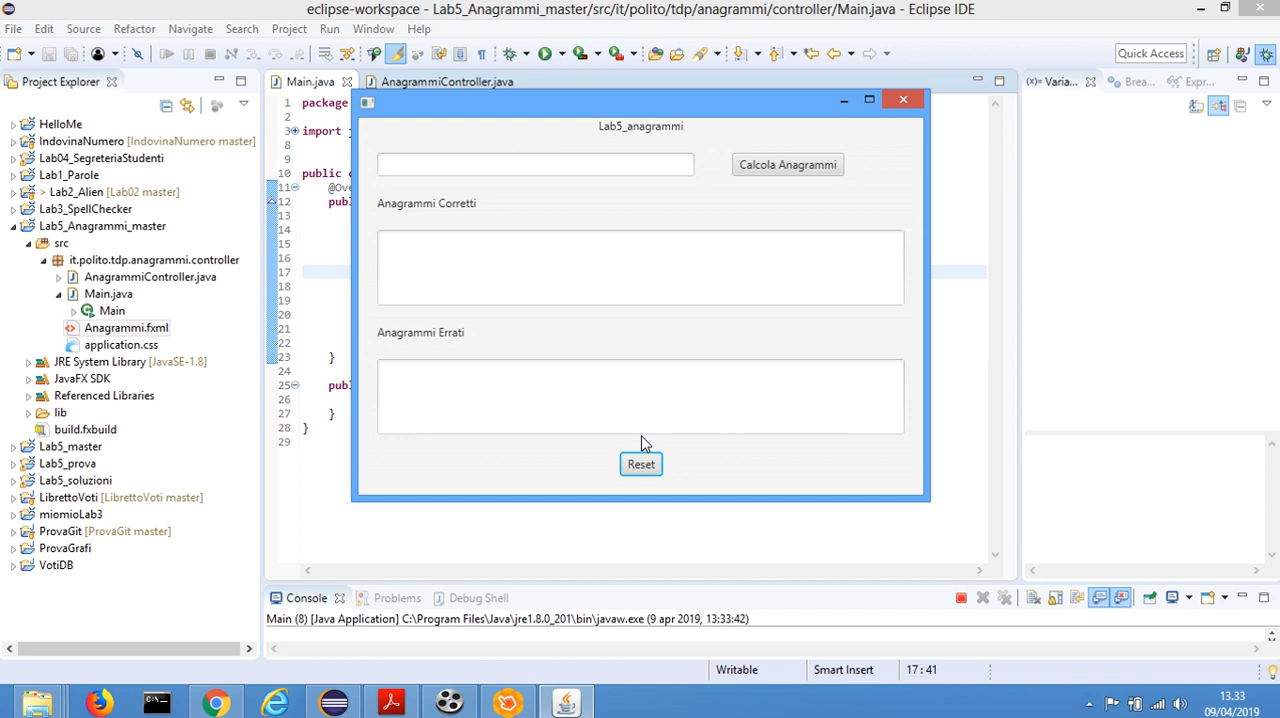 eclipse-workspace - Lab5_Anagrammi_master/src/it/polito/tdp/anagrammi/controller/Main.java - Eclipse IDE
File Edit Source Refactor Navigate Search Project Run Window Help
Quick Access
Project Explorer
Main.java
AnagrammiController.java
Varia...
Brea...
Expr...
HelloMe
IndovinaNumero [IndovinaNumero master]
Lab04_SegreteriaStudenti
Lab1_Parole
> Lab2_Alien [Lab02 master]
Lab3_SpellChecker
Lab5_Anagrammi_master
src
it.polito.tdp.anagrammi.controller
AnagrammiController.java
Main.java
Main
Anagrammi.fxml
application.css
JRE System Library [JavaSE-1.8]
JavaFX SDK
Referenced Libraries
lib
build.fxbuild
Lab5_master
Lab5_prova
Lab5_soluzioni
LibrettoVoti [LibrettoVoti master]
miomioLab3
ProvaGit [ProvaGit master]
ProvaGrafi
VotiDB
1 package
2
3 import j
8
9
10 public c
11 @Ove
12 pub
13
14
15
16
17
18
19
20
21
22
23 }
24
25 pub
26
27 }
28 }
29
Lab5_anagrammi
Calcola Anagrammi
Anagrammi Corretti
Anagrammi Errati
Reset
Console
Problems
Debug Shell
Main (8) [Java Application] C:\Program Files\Java\jre1.8.0_201\bin\javaw.exe (9 apr 2019, 13:33:42)
Writable
Smart Insert
17 : 41
13.33
09/04/2019